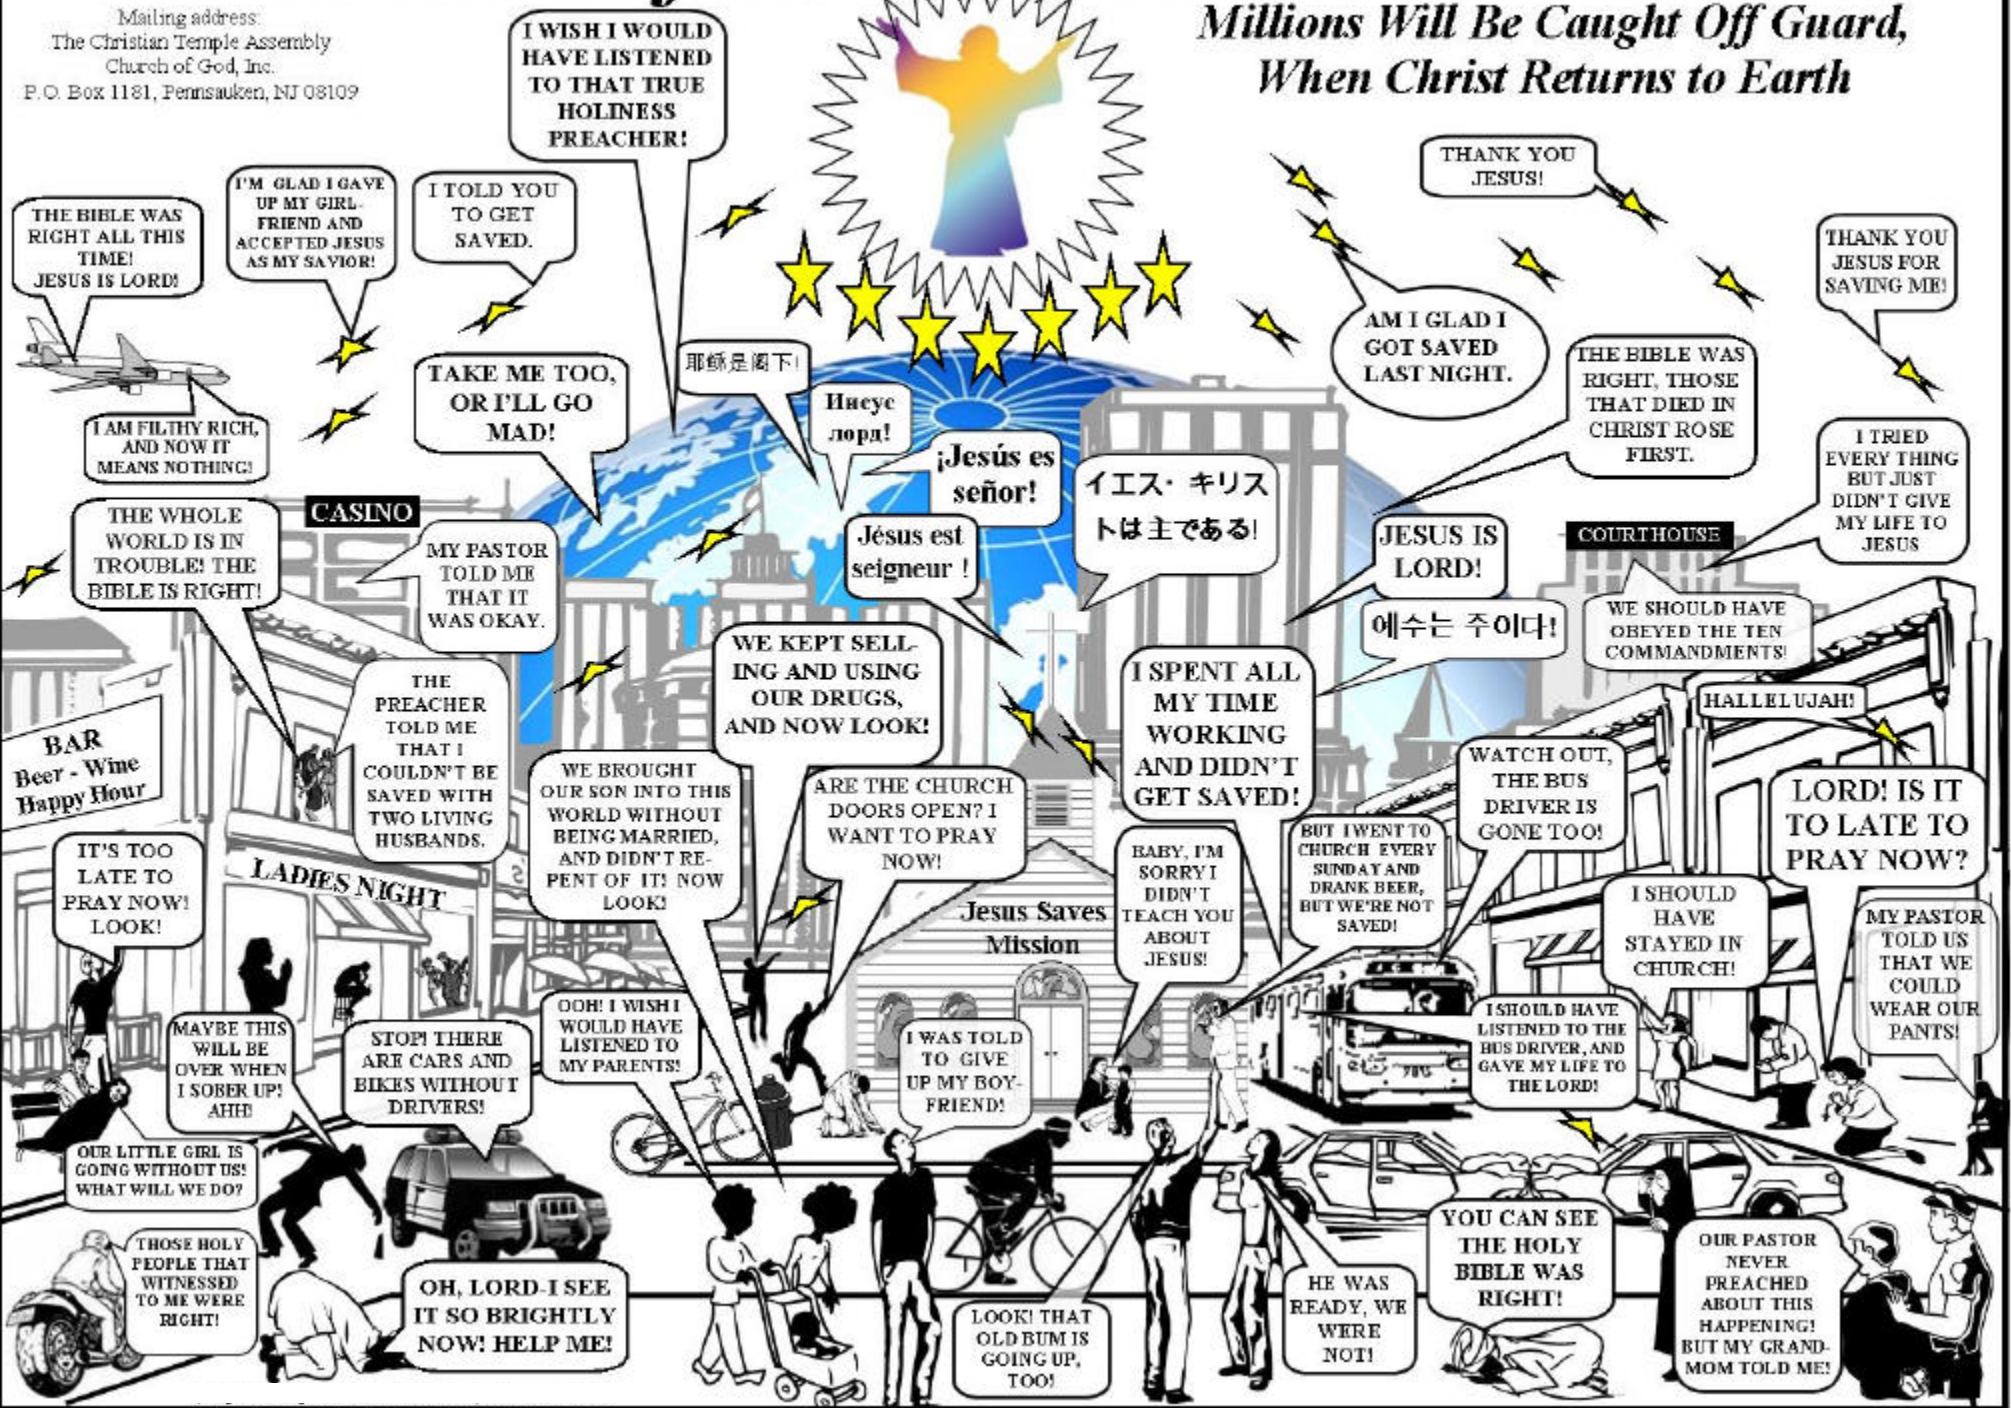 Mailing address:
The Christian Temple Assembly
Church of God, Inc.
P.O. Box 1181, Pennsauken, NJ 08109
Millions Will Be Caught Off Guard,
When Christ Returns to Earth
I WISH I WOULD
HAVE LISTENED
TO THAT TRUE
HOLINESS
PREACHER!
THE BIBLE WAS
RIGHT ALL THIS
TIME!
JESUS IS LORD!
I'M GLAD I GAVE
UP MY GIRL-
FRIEND AND
ACCEPTED JESUS
AS MY SAVIOR!
I TOLD YOU
TO GET
SAVED.
THANK YOU
JESUS!
THANK YOU
JESUS FOR
SAVING ME!
AM I GLAD I
GOT SAVED
LAST NIGHT.
I AM FILTHY RICH,
AND NOW IT
MEANS NOTHING!
TAKE ME TOO,
OR I'LL GO
MAD!
耶穌是阁下!
Иисус
лорд!
¡Jesús es
señor!
イエス・キリス
トは主である!
THE BIBLE WAS
RIGHT, THOSE
THAT DIED IN
CHRIST ROSE
FIRST.
I TRIED
EVERY THING
BUT JUST
DIDN'T GIVE
MY LIFE TO
JESUS
THE WHOLE
WORLD IS IN
TROUBLE! THE
BIBLE IS RIGHT!
CASINO
MY PASTOR
TOLD ME
THAT IT
WAS OKAY.
Jésus est
seigneur !
JESUS IS
LORD!
COURTHOUSE
WE SHOULD HAVE
OBEYED THE TEN
COMMANDMENTS!
예수는 주이다!
HALLELUJAH!
THE
PREACHER
TOLD ME
THAT I
COULDN'T BE
SAVED WITH
TWO LIVING
HUSBANDS.
WE KEPT SELL-
ING AND USING
OUR DRUGS,
AND NOW LOOK!
I SPENT ALL
MY TIME
WORKING
AND DIDN'T
GET SAVED!
WATCH OUT,
THE BUS
DRIVER IS
GONE TOO!
LORD! IS IT
TO LATE TO
PRAY NOW?
BAR
Beer - Wine
Happy Hour
WE BROUGHT
OUR SON INTO THIS
WORLD WITHOUT
BEING MARRIED,
AND DIDN'T RE-
PENT OF IT! NOW
LOOK!
ARE THE CHURCH
DOORS OPEN? I
WANT TO PRAY
NOW!
BABY, I'M
SORRY I
DIDN'T
TEACH YOU
ABOUT
JESUS!
BUT I WENT TO
CHURCH EVERY
SUNDAY AND
DRANK BEER,
BUT WE'RE NOT
SAVED!
IT'S TOO
LATE TO
PRAY NOW!
LOOK!
LADIES NIGHT
Jesus Saves
Mission
I SHOULD
HAVE
STAYED IN
CHURCH!
MY PASTOR
TOLD US
THAT WE
COULD
WEAR OUR
PANTS!
MAYBE THIS
WILL BE
OVER WHEN
I SOBER UP!
AHH!
STOP! THERE
ARE CARS AND
BIKES WITHOUT
DRIVERS!
OOH! I WISH I
WOULD HAVE
LISTENED TO
MY PARENTS!
I WAS TOLD
TO GIVE
UP MY BOY-
FRIEND!
I SHOULD HAVE
LISTENED TO THE
BUS DRIVER, AND
GAVE MY LIFE TO
THE LORD!
OUR LITTLE GIRL IS
GOING WITHOUT US!
WHAT WILL WE DO?
THOSE HOLY
PEOPLE THAT
WITNESSED
TO ME WERE
RIGHT!
OH, LORD-I SEE
IT SO BRIGHTLY
NOW! HELP ME!
LOOK! THAT
OLD BUM IS
GOING UP,
TOO!
HE WAS
READY, WE
WERE
NOT!
YOU CAN SEE
THE HOLY
BIBLE WAS
RIGHT!
OUR PASTOR
NEVER
PREACHED
ABOUT THIS
HAPPENING!
BUT MY GRAND-
MOM TOLD ME!